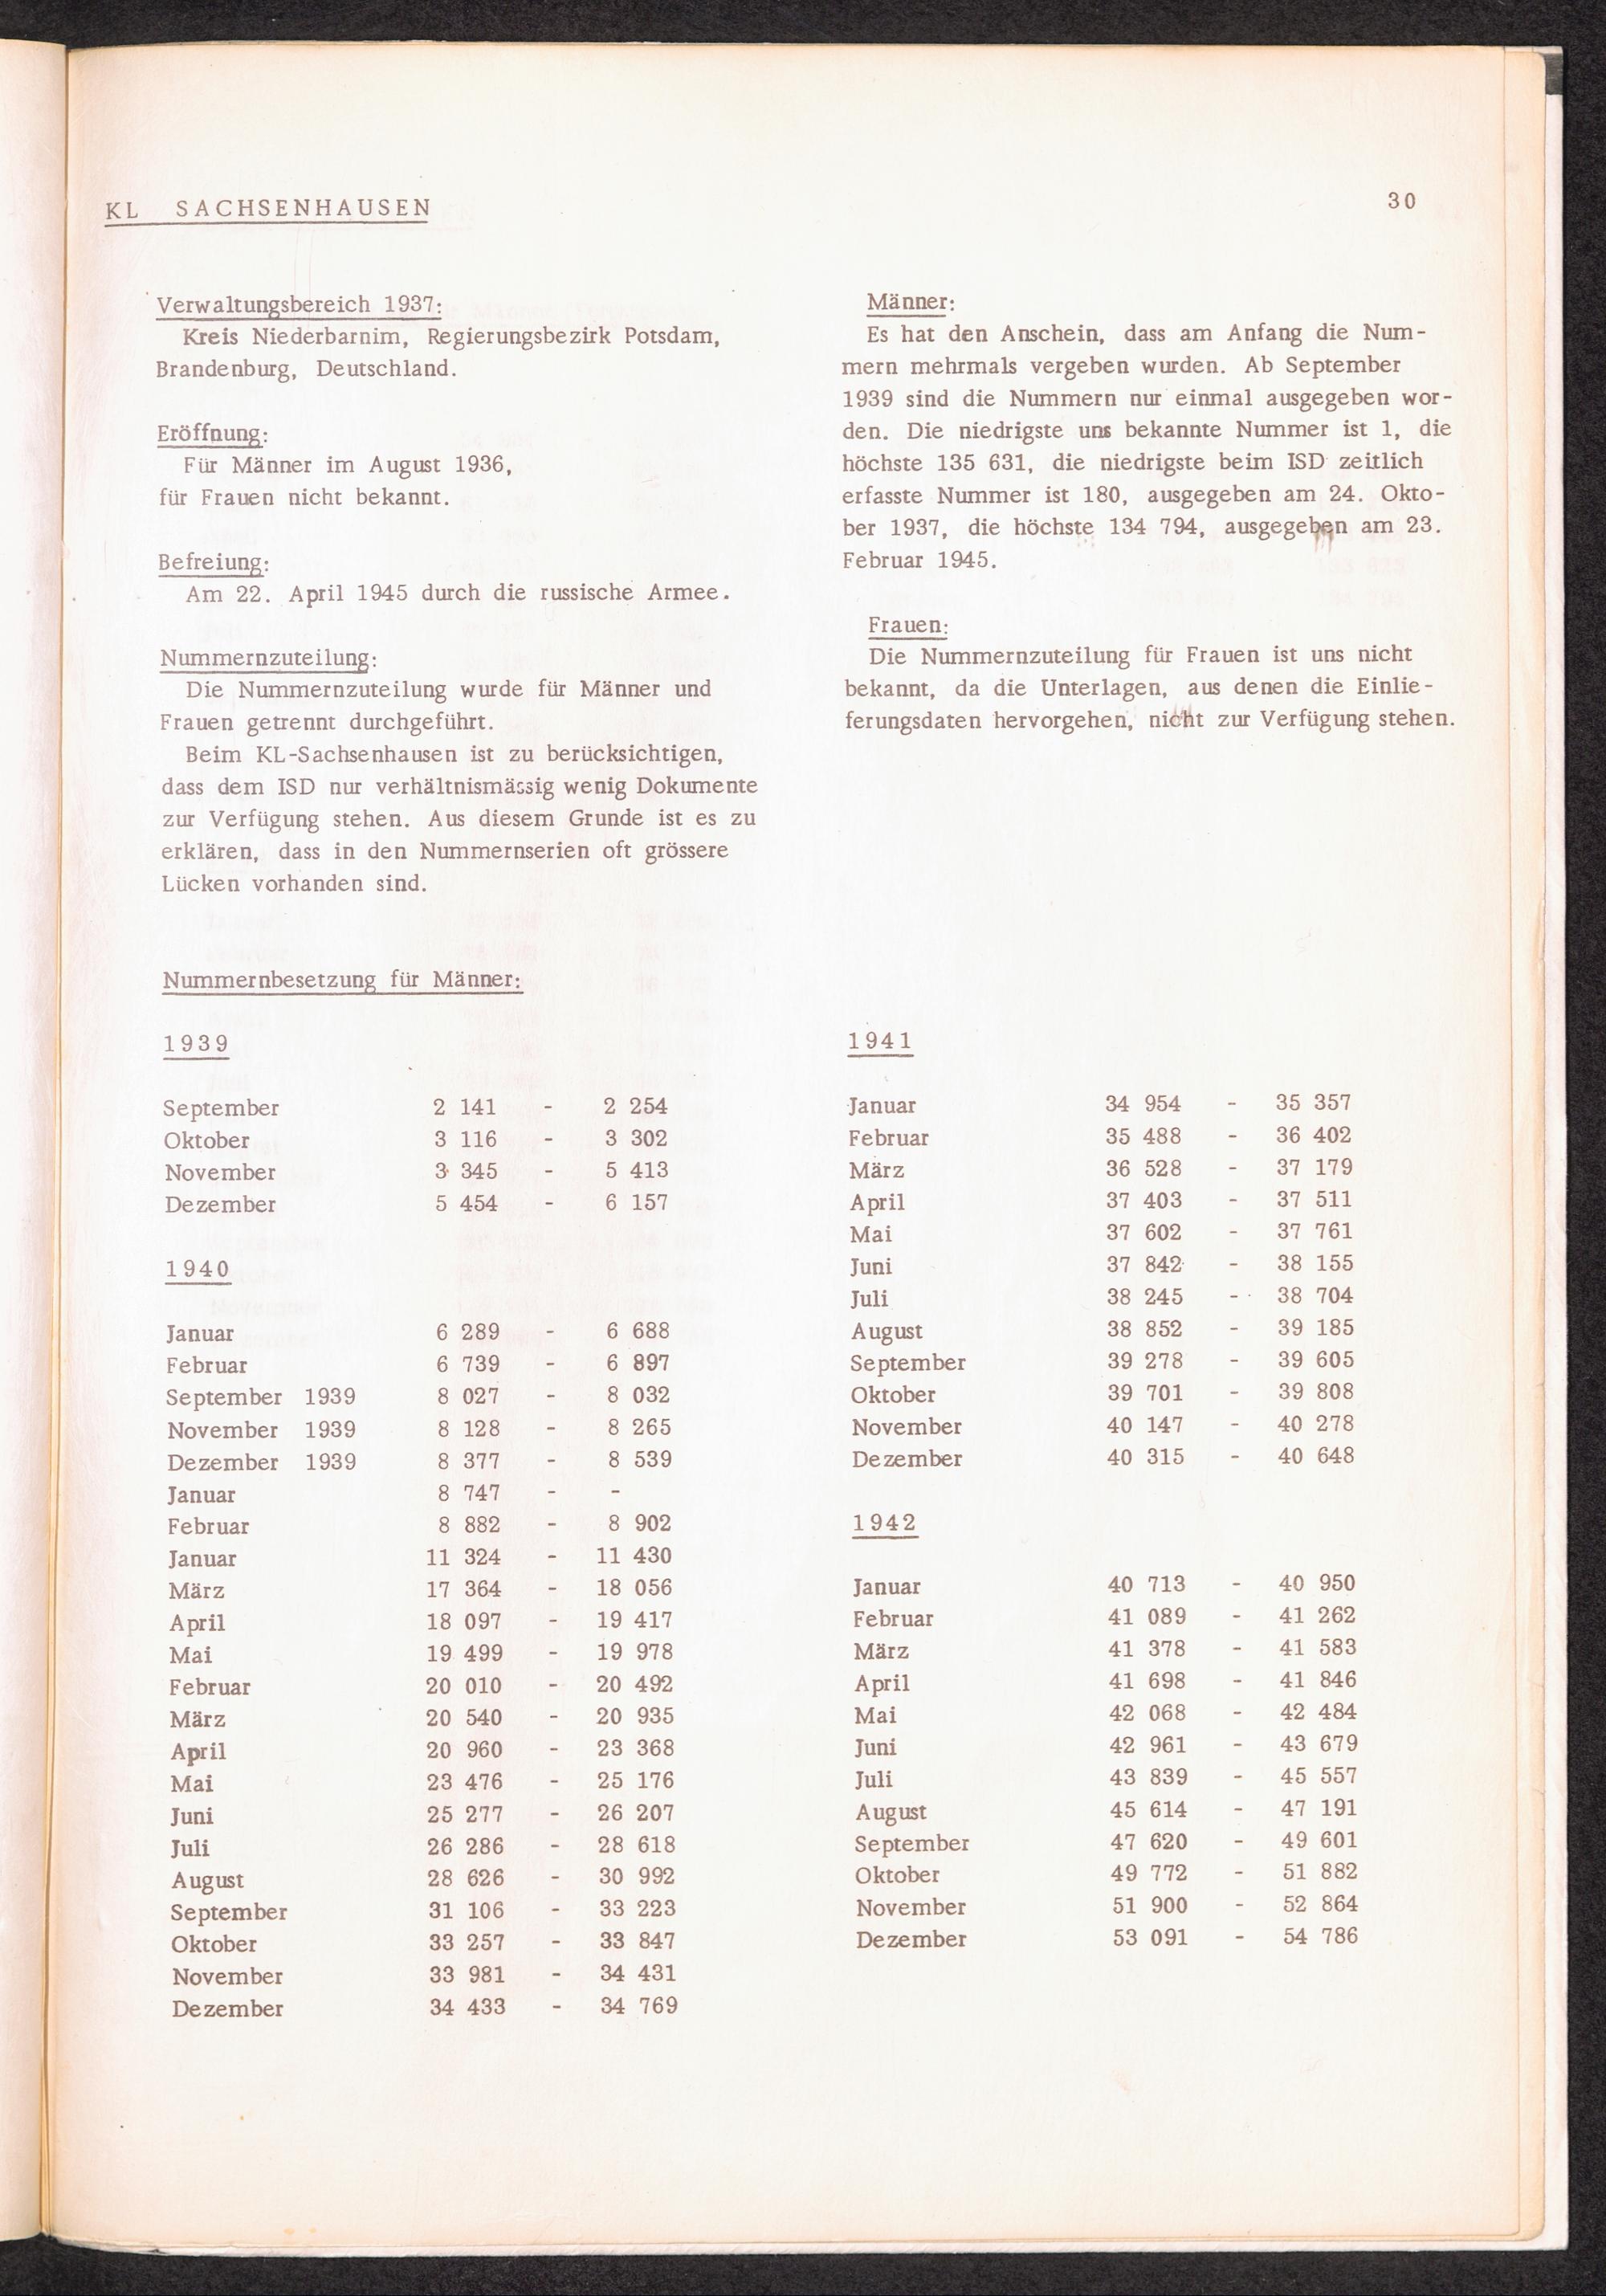 KL SACHSENHAUSEN
30
Verwaltungsbereich 1937:
Kreis Niederbarnim, Regierungsbezirk Potsdam,
Brandenburg, Deutschland.
Eröffnung:
Für Männer im August 1936,
für Frauen nicht bekannt.
Befreiung:
Am 22. April 1945 durch die russische Armee.
Nummernzuteilung:
Die Nummernzuteilung wurde für Männer und
Frauen getrennt durchgeführt.
Beim KL-Sachsenhausen ist zu berücksichtigen,
dass dem ISD nur verhältnismässig wenig Dokumente
zur Verfügung stehen. Aus diesem Grunde ist es zu
erklären, dass in den Nummernserien oft grössere
Lücken vorhanden sind.
Männer:
Es hat den Anschein, dass am Anfang die Num-
mern mehrmals vergeben wurden. Ab September
1939 sind die Nummern nur einmal ausgegeben wor-
den. Die niedrigste uns bekannte Nummer ist 1, die
höchste 135 631, die niedrigste beim ISD zeitlich
erfasste Nummer ist 180, ausgegeben am 24. Okto-
ber 1937, die höchste 134 794, ausgegeben am 23.
Februar 1945.
Frauen:
Die Nummernzuteilung für Frauen ist uns nicht
bekannt, da die Unterlagen, aus denen die Einlie-
ferungsdaten hervorgehen, nicht zur Verfügung stehen.
Nummernbesetzung für Männer:
1939
September 2 141 - 2 254
Oktober 3 116 - 3 302
November 3 345 - 5 413
Dezember 5 454 - 6 157
1940
Januar 6 289 - 6 688
Februar 6 739 - 6 897
September 1939 8 027 - 8 032
November 1939 8 128 - 8 265
Dezember 1939 8 377 - 8 539
Januar 8 747 - -
Februar 8 882 - 8 902
Januar 11 324 - 11 430
März 17 364 - 18 056
April 18 097 - 19 417
Mai 19 499 - 19 978
Februar 20 010 - 20 492
März 20 540 - 20 935
April 20 960 - 23 368
Mai 23 476 - 25 176
Juni 25 277 - 26 207
Juli 26 286 - 28 618
August 28 626 - 30 992
September 31 106 - 33 223
Oktober 33 257 - 33 847
November 33 981 - 34 431
Dezember 34 433 - 34 769
1941
Januar 34 954 - 35 357
Februar 35 488 - 36 402
März 36 528 - 37 179
April 37 403 - 37 511
Mai 37 602 - 37 761
Juni 37 842 - 38 155
Juli 38 245 - 38 704
August 38 852 - 39 185
September 39 278 - 39 605
Oktober 39 701 - 39 808
November 40 147 - 40 278
Dezember 40 315 - 40 648
1942
Januar 40 713 - 40 950
Februar 41 089 - 41 262
März 41 378 - 41 583
April 41 698 - 41 846
Mai 42 068 - 42 484
Juni 42 961 - 43 679
Juli 43 839 - 45 557
August 45 614 - 47 191
September 47 620 - 49 601
Oktober 49 772 - 51 882
November 51 900 - 52 864
Dezember 53 091 - 54 786